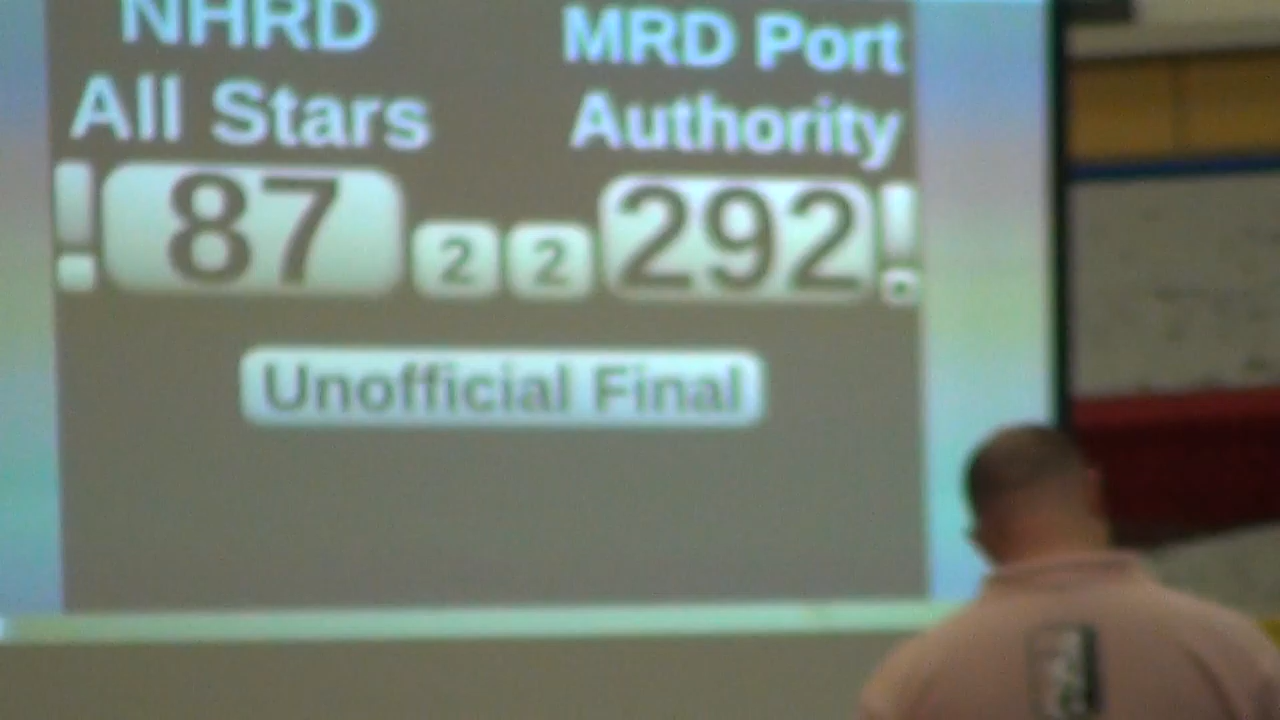 NHRD
All Stars
MRD Port
Authority
! 87 2 2 292 !
Unofficial Final